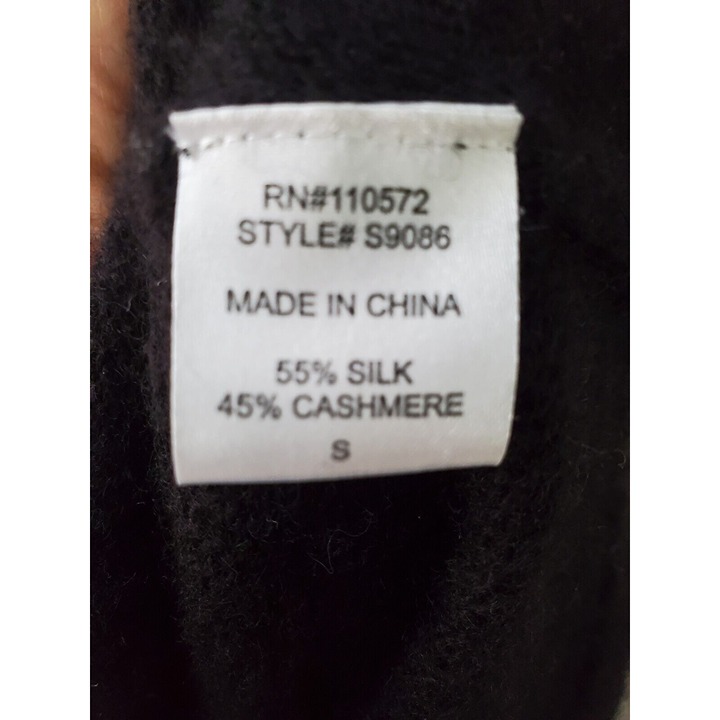 RN#110572
STYLE# S9086
MADE IN CHINA
55% SILK
45% CASHMERE
S